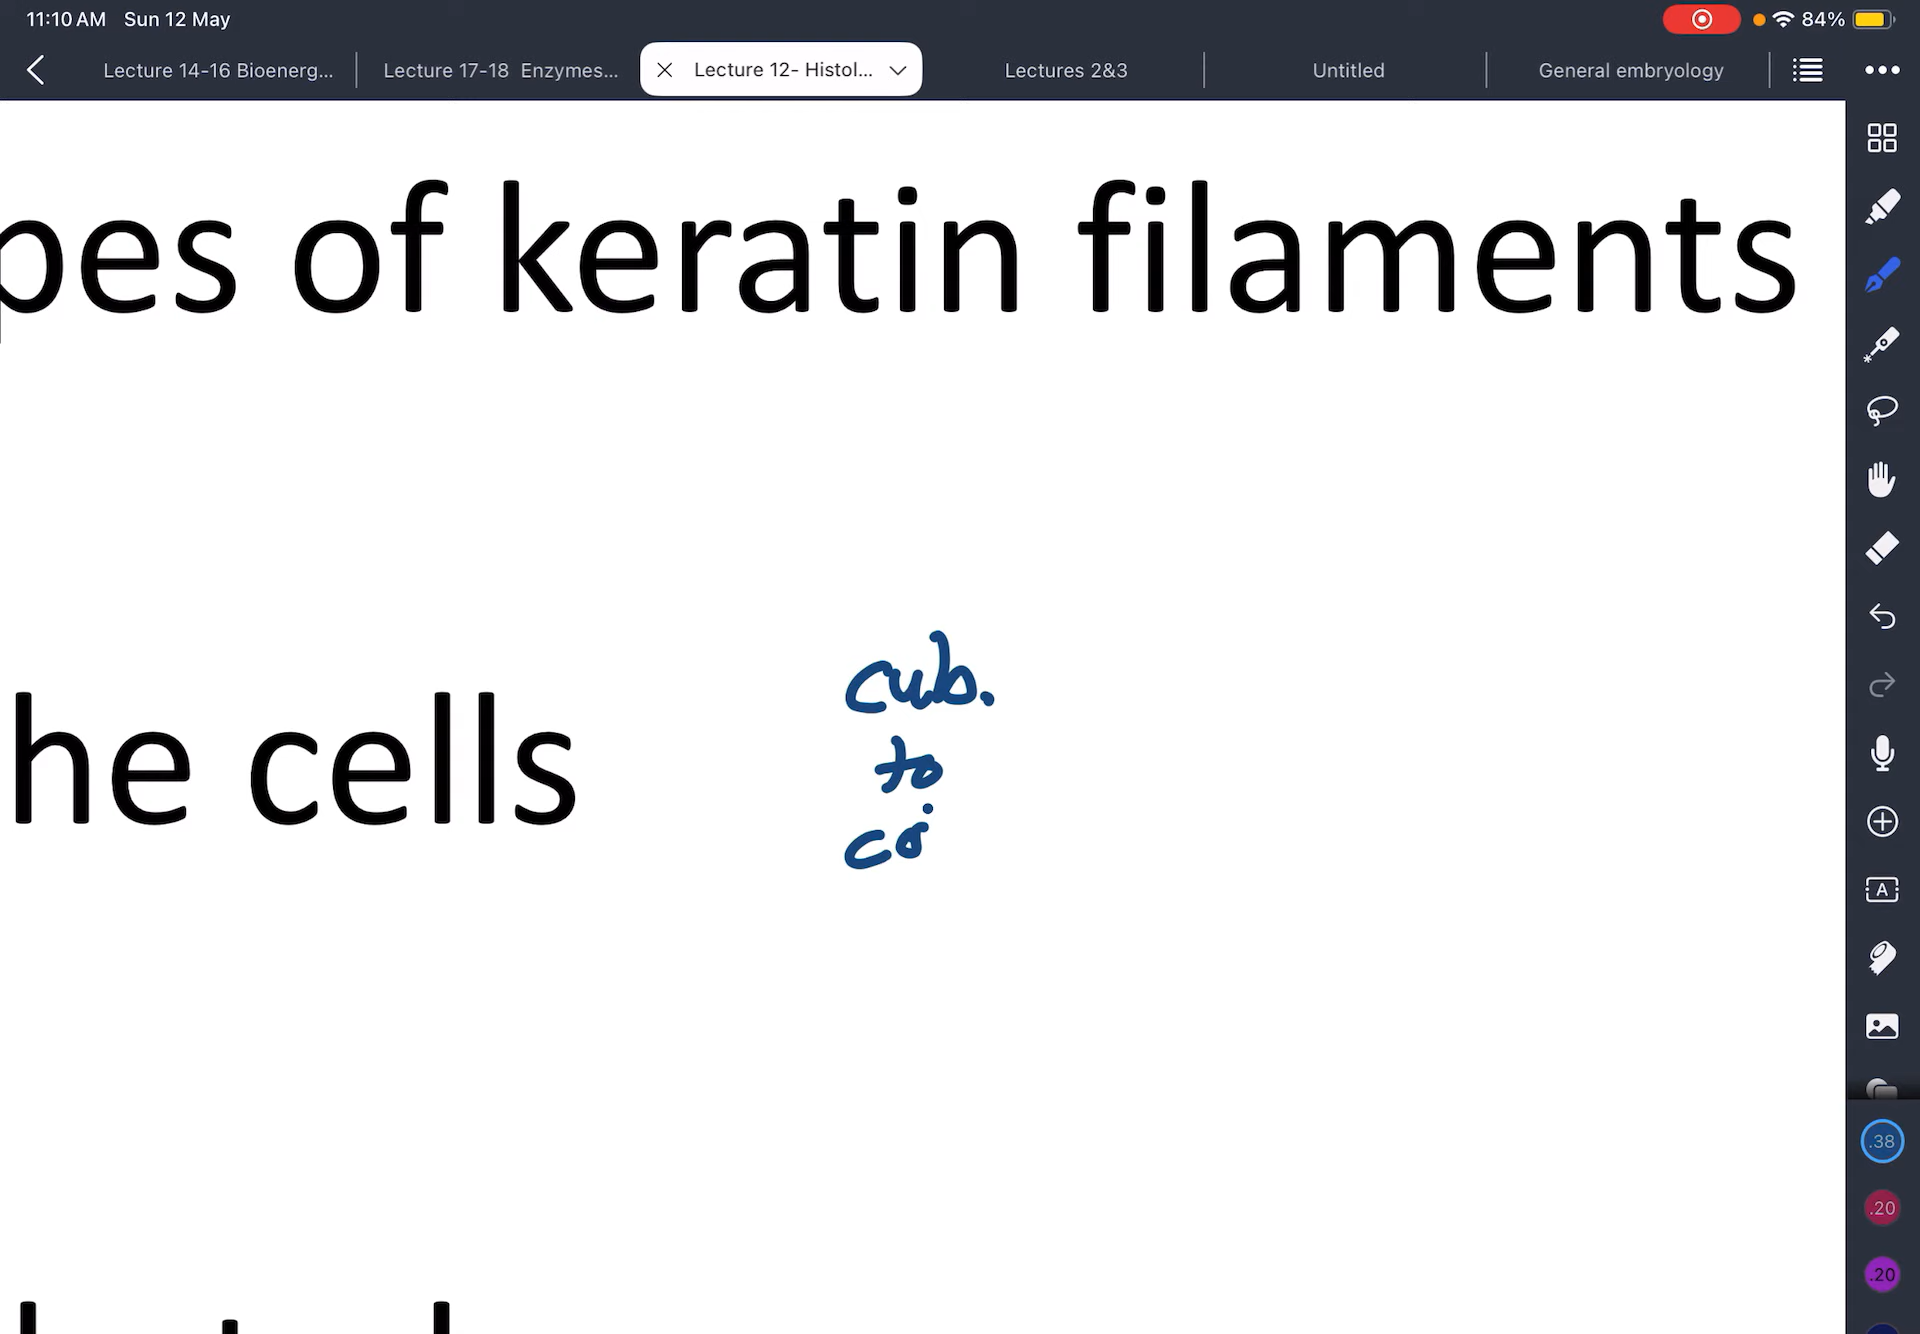 11:10 AM Sun 12 May 84%
Lecture 14-16 Bioenerg... Lecture 17-18 Enzymes... Lecture 12- Histol... Lectures 2&3 Untitled General embryology
pes of keratin filaments
cub.
he cells
to
co
A
.38
.20
.20